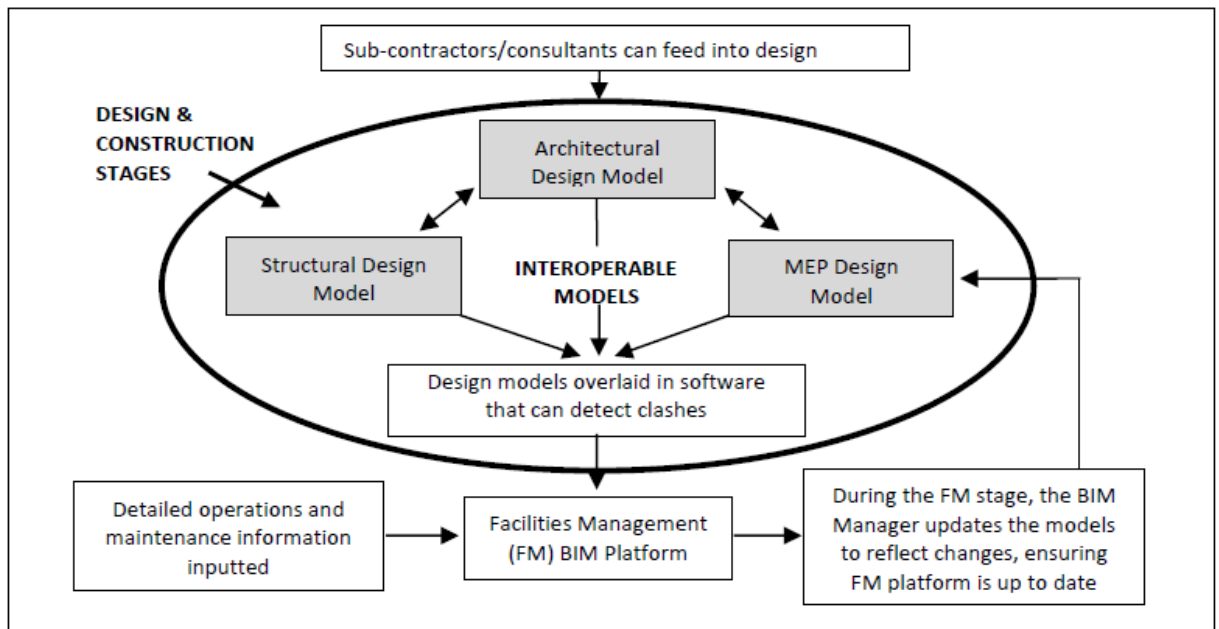 Sub-contractors/consultants can feed into design
DESIGN &
CONSTRUCTION
STAGES
Architectural
Design Model
Structural Design
Model
INTEROPERABLE
MODELS
MEP Design
Model
Design models overlaid in software
that can detect clashes
Detailed operations and
maintenance information
inputted
Facilities Management
(FM) BIM Platform
During the FM stage, the BIM
Manager updates the models
to reflect changes, ensuring
FM platform is up to date